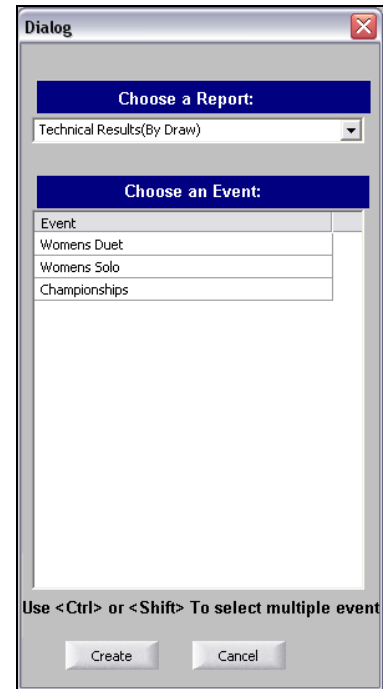 Dialog
Choose a Report:
Technical Results(By Draw)
Choose an Event:
Event
Womens Duet
Womens Solo
Championships
Use <Ctrl> or <Shift> To select multiple event
Create Cancel